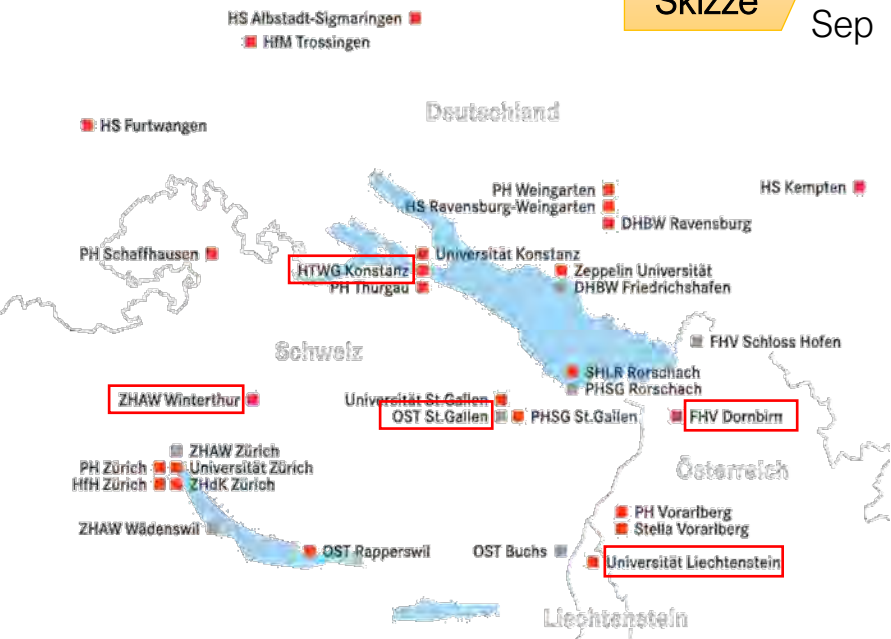 Skizze
Sep
HS Albstadt-Sigmaringen
HfM Trossingen
Deutschland
HS Furtwangen
PH Weingarten
HS Kempten
HS Ravensburg-Weingarten
DHBW Ravensburg
PH Schaffhausen
Universität Konstanz
HTWG Konstanz
Zeppelin Universität
PH Thurgau
DHBW Friedrichshafen
FHV Schloss Hofen
Schweiz
SHLR Rorschach
PHSG Rorschach
ZHAW Winterthur
Universität St.Gallen
OST St.Gallen
PHSG St.Gallen
FHV Dornbirn
ZHAW Zürich
PH Zürich
Universität Zürich
Österreich
HfH Zürich
ZHdK Zürich
PH Vorarlberg
ZHAW Wädenswil
Stella Vorarlberg
OST Rapperswil
OST Buchs
Universität Liechtenstein
Liechtenstein